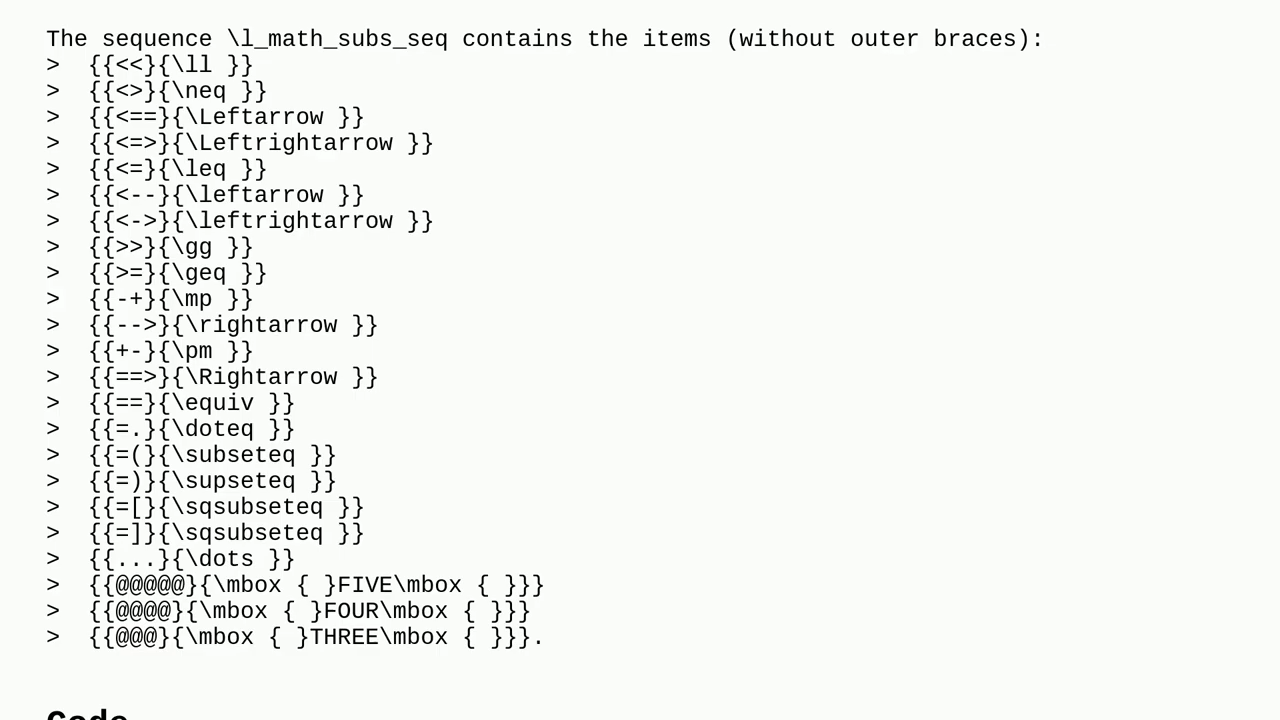 The sequence \l_math_subs_seq contains the items (without outer braces):
>  {{<<}{\ll }}
>  {{<>}{\neq }}
>  {{<==}{\Leftarrow }}
>  {{<=>}{\Leftrightarrow }}
>  {{<=}{\leq }}
>  {{<--}{\leftarrow }}
>  {{<->}{\leftrightarrow }}
>  {{>>}{\gg }}
>  {{>=}{\geq }}
>  {{-+}{\mp }}
>  {{-->}{\rightarrow }}
>  {{+-}{\pm }}
>  {{==>}{\Rightarrow }}
>  {{==}{\equiv }}
>  {{=.}{\doteq }}
>  {{=(}{\subseteq }}
>  {{=)}{\supseteq }}
>  {{=[}{\sqsubseteq }}
>  {{=]}{\sqsubseteq }}
>  {{...}{\dots }}
>  {{@@@@@}{\mbox { }FIVE\mbox { }}}
>  {{@@@@}{\mbox { }FOUR\mbox { }}}
>  {{@@@}{\mbox { }THREE\mbox { }}}.
Code